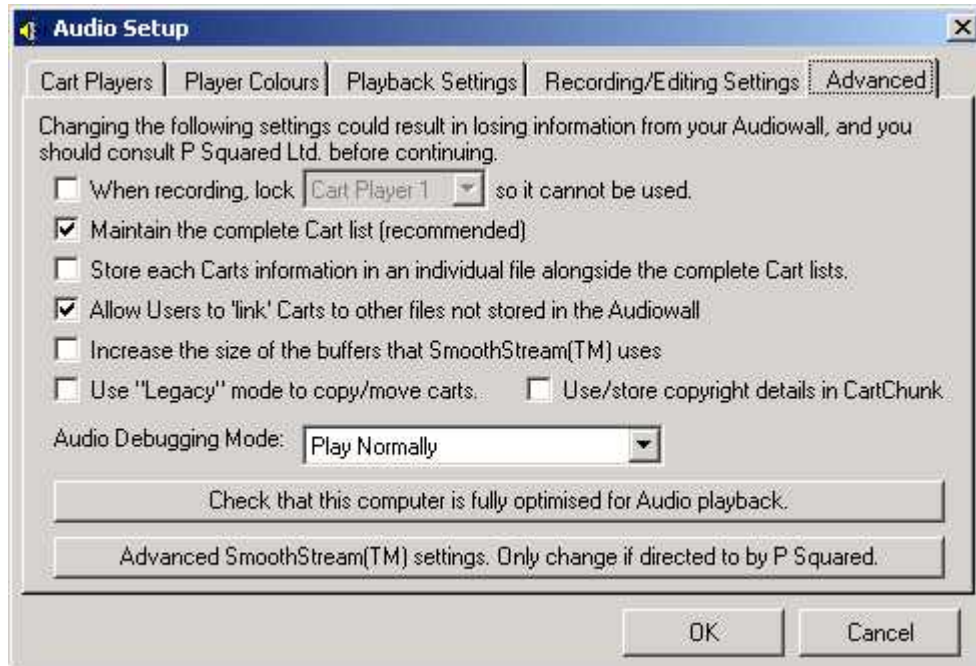 Audio Setup
Cart Players Player Colours Playback Settings Recording/Editing Settings Advanced
Changing the following settings could result in losing information from your Audiowall, and you
should consult P Squared Ltd. before continuing.
When recording, lock Cart Player 1 so it cannot be used.
Maintain the complete Cart list (recommended)
Store each Carts information in an individual file alongside the complete Cart lists.
Allow Users to 'link' Carts to other files not stored in the Audiowall
Increase the size of the buffers that SmoothStream(TM) uses
Use "Legacy" mode to copy/move carts. Use/store copyright details in CartChunk
Audio Debugging Mode: Play Normally
Check that this computer is fully optimised for Audio playback.
Advanced SmoothStream(TM) settings. Only change if directed to by P Squared.
OK Cancel